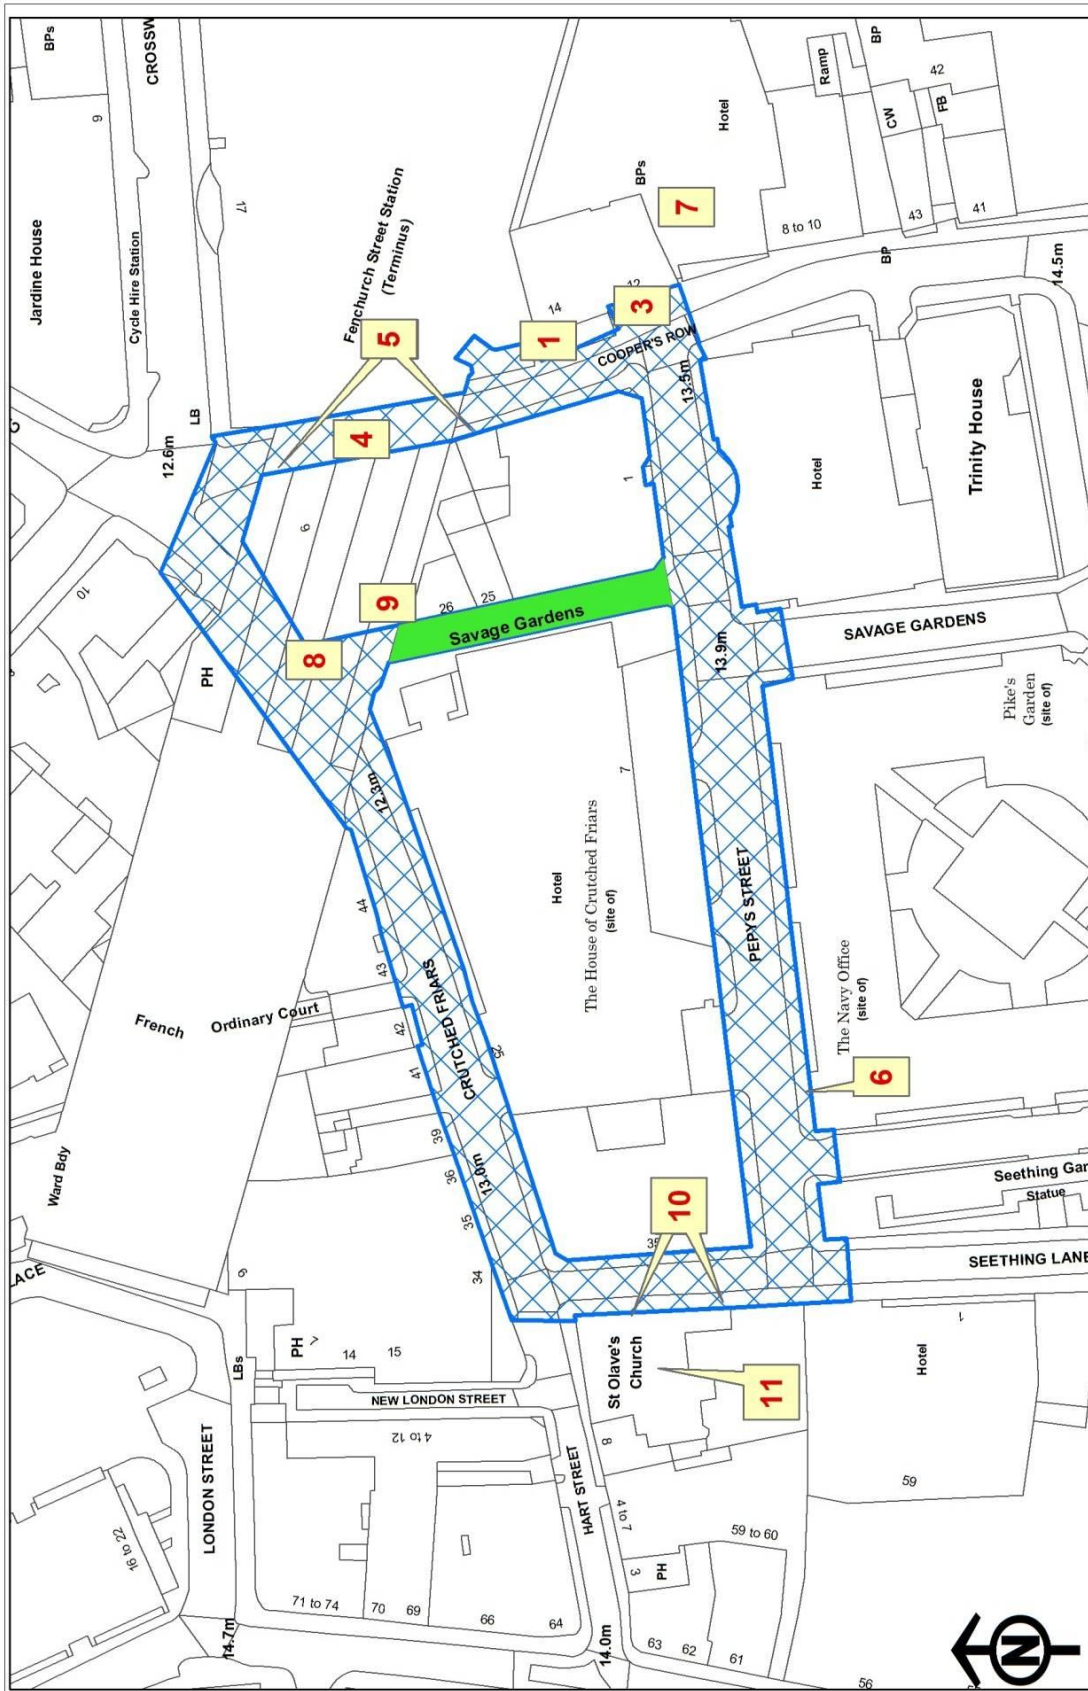 BPs
CROSSW
9
Jardine House
Cycle Hire Station
17
LB
12.6m
10
PH
Fenchurch Street Station
(Terminus)
5
4
6
9
8
14
1
12
3
BPs
7
Hotel
Ramp
BP
42
CW
FB
43
41
8 to 10
BP
14.5m
COOPER'S ROW
13.5m
Hotel
Trinity House
1
26
25
Savage Gardens
SAVAGE GARDENS
13.9m
Pike's
Garden
(site of)
7
Hotel
The House of Crutched Friars
(site of)
12.3m
44
43
42
41
39
36
35
34
French
Ordinary Court
CRUTCHED FRIARS
13.0m
PEPYS STREET
The Navy Office
(site of)
6
Ward Bdy
LACE
10
Seething Gar
Statue
SEETHING LANE
9
PH
7
14
15
LBs
NEW LONDON STREET
4 to 12
LONDON STREET
16 to 22
St Olave's
Church
11
8
HART STREET
4 to 7
3
PH
59 to 60
59
1
Hotel
71 to 74
70
69
66
64
14.7m
14.0m
63
62
61
56
N